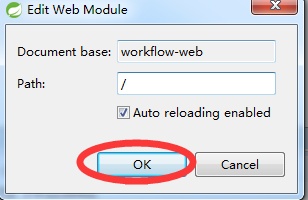 Edit Web Module
Document base: workflow-web
Path: /
Auto reloading enabled
OK Cancel